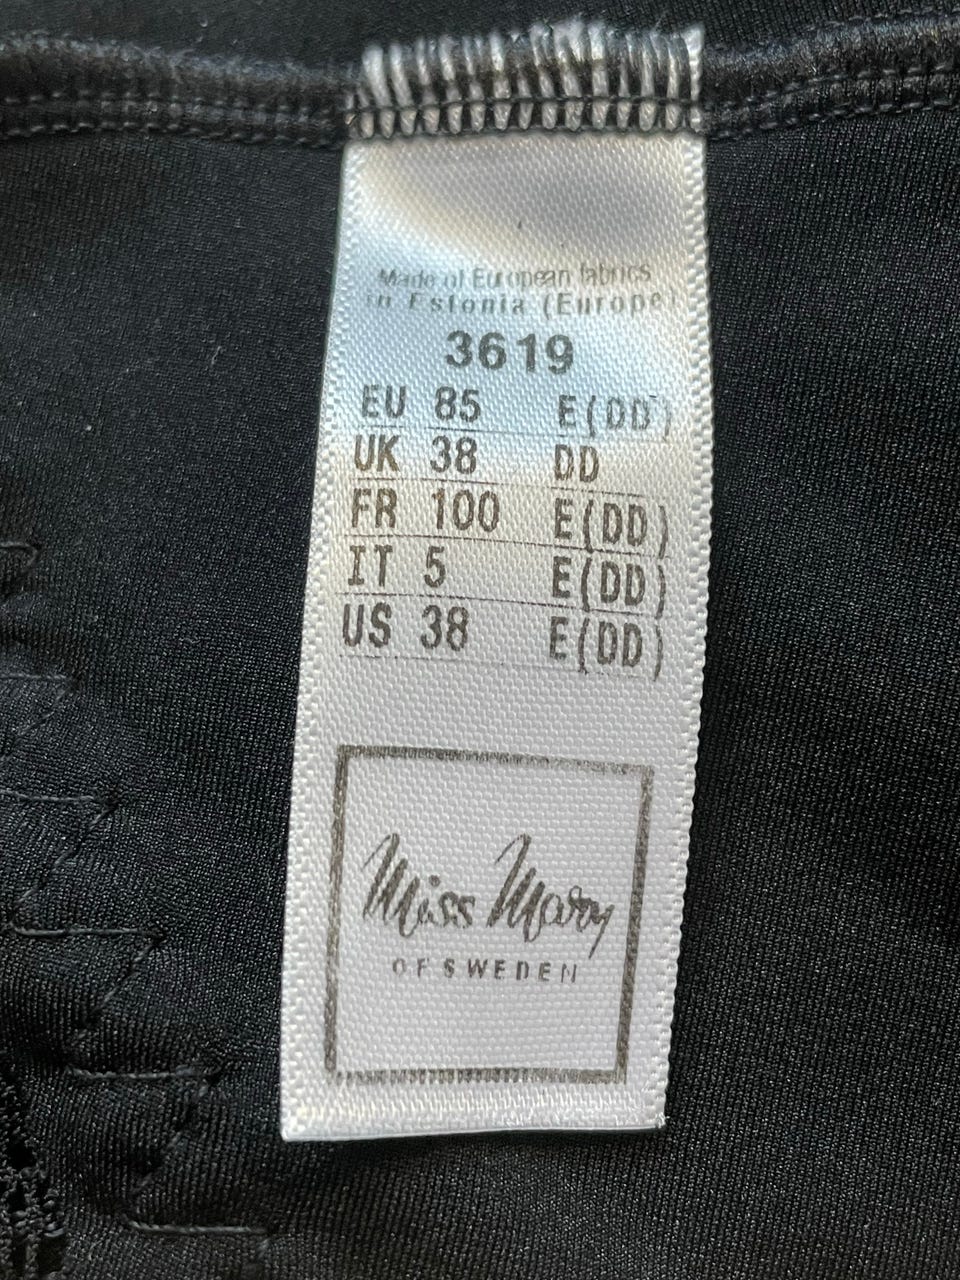 Made of European fabrics
in Estonia (Europe)
3619
EU 85 E(DD)
UK 38 DD
FR 100 E(DD)
IT 5 E(DD)
US 38 E(DD)
Miss Mary
OF SWEDEN